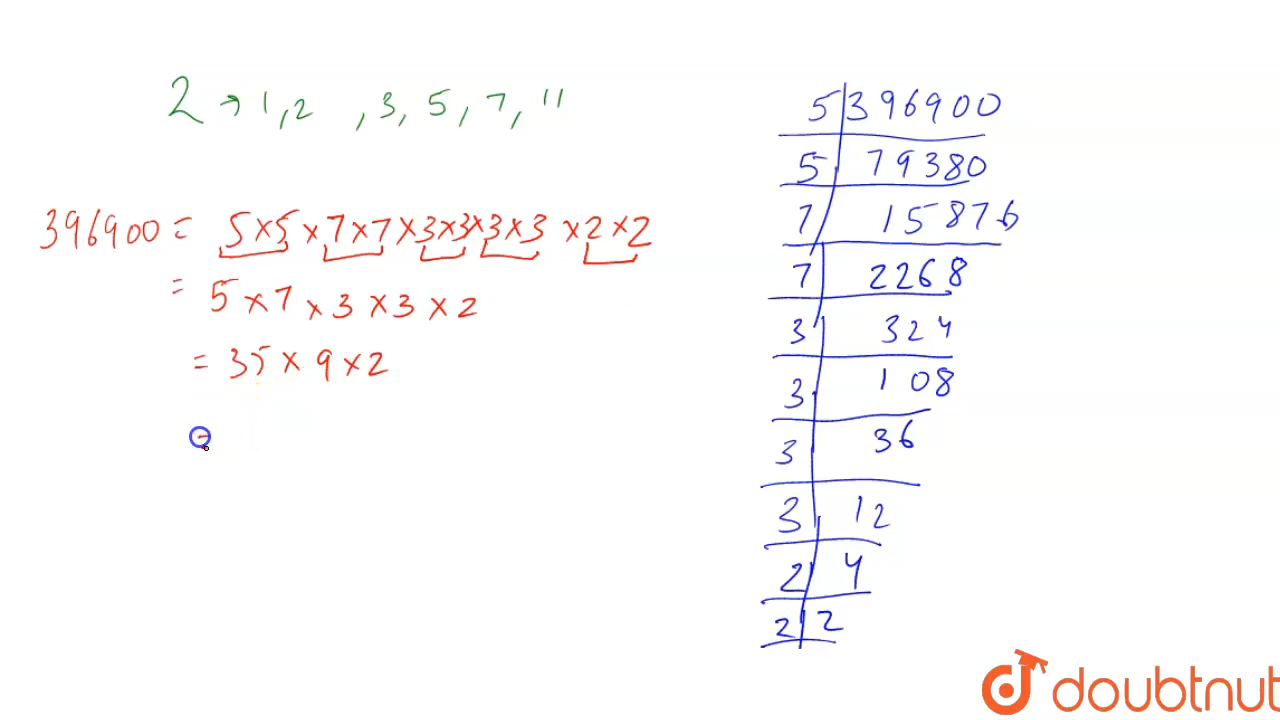 2 → 1, 2 , 3, 5, 7, 11
396900 = 5 × 5 × 7 × 7 × 3 × 3 × 3 × 3 × 2 × 2
= 5 × 7 × 3 × 3 × 2
= 35 × 9 × 2
=
5 396900
5 79380
7 15876
7 2268
3 324
3 108
3 36
3 12
2 4
2 2
doubtnut